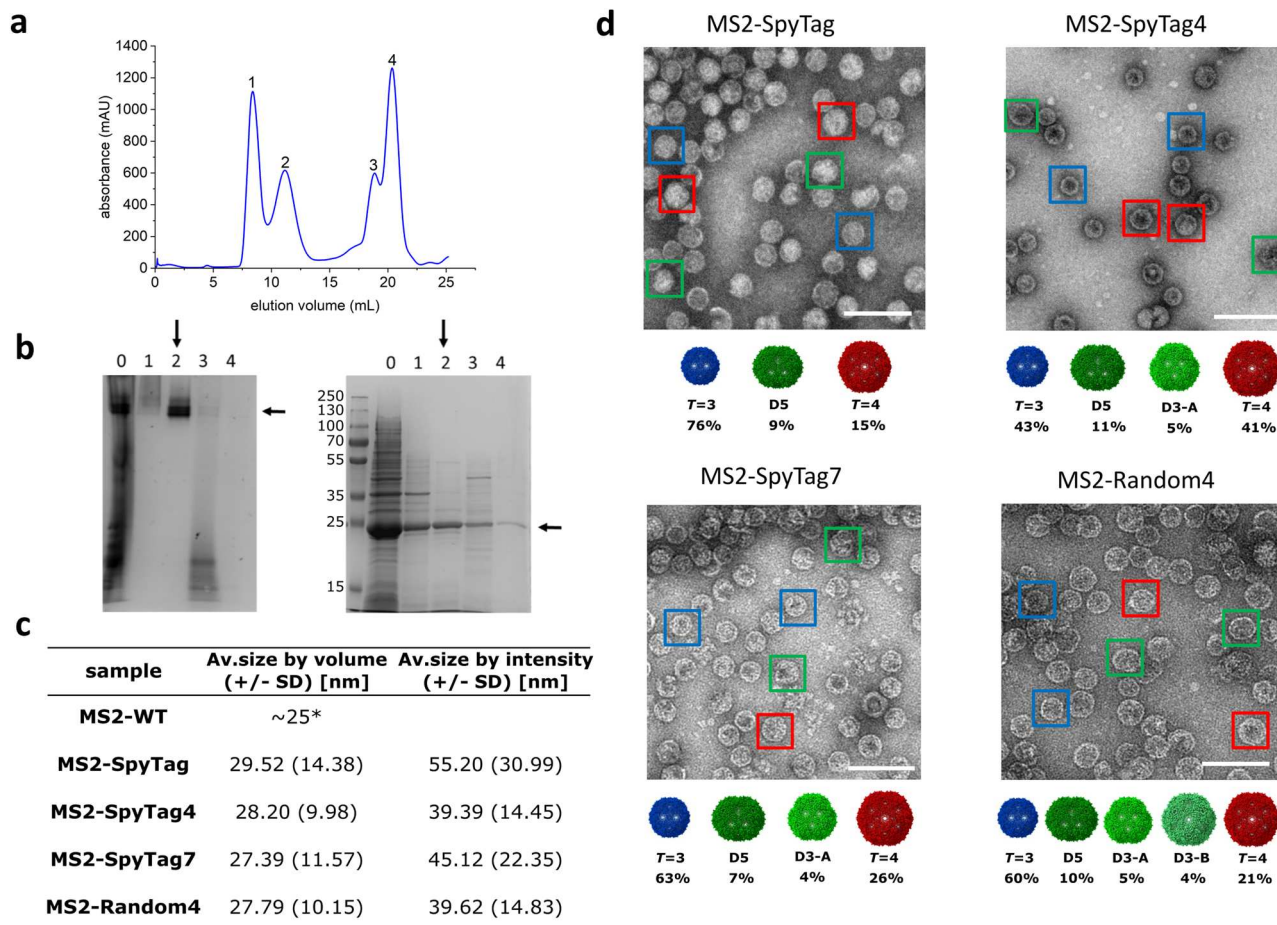 a
1400
1200
1000
800
600
400
200
0
absorbance (mAU)
1
2
3
4
0 5 10 15 20 25
elution volume (mL)
b
0 1 2 3 4
0 1 2 3 4
250
130
100
70
55
35
25
15
c
sample Av.size by volume (+/- SD) [nm] Av.size by intensity (+/- SD) [nm]
MS2-WT ~25*
MS2-SpyTag 29.52 (14.38) 55.20 (30.99)
MS2-SpyTag4 28.20 (9.98) 39.39 (14.45)
MS2-SpyTag7 27.39 (11.57) 45.12 (22.35)
MS2-Random4 27.79 (10.15) 39.62 (14.83)
d
MS2-SpyTag
T=3 D5 T=4
76% 9% 15%
MS2-SpyTag4
T=3 D5 D3-A T=4
43% 11% 5% 41%
MS2-SpyTag7
T=3 D5 D3-A T=4
63% 7% 4% 26%
MS2-Random4
T=3 D5 D3-A D3-B T=4
60% 10% 5% 4% 21%